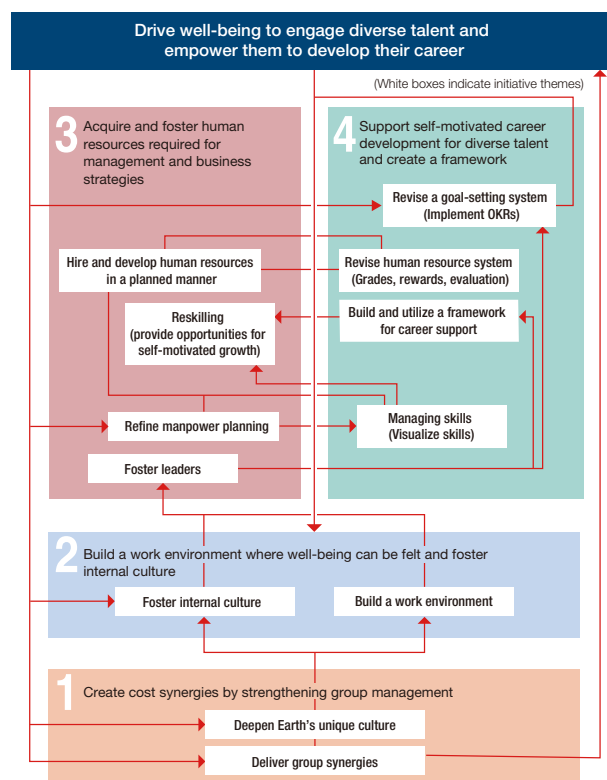 Drive well-being to engage diverse talent and
empower them to develop their career
(White boxes indicate initiative themes)
3
Acquire and foster human
resources required for
management and business
strategies
4
Support self-motivated career
development for diverse talent
and create a framework
Revise a goal-setting system
(Implement OKRs)
Hire and develop human resources
in a planned manner
Revise human resource system
(Grades, rewards, evaluation)
Reskilling
(provide opportunities for
self-motivated growth)
Build and utilize a framework
for career support
Refine manpower planning
Managing skills
(Visualize skills)
Foster leaders
2
Build a work environment where well-being can be felt and foster
internal culture
Foster internal culture
Build a work environment
1
Create cost synergies by strengthening group management
Deepen Earth's unique culture
Deliver group synergies